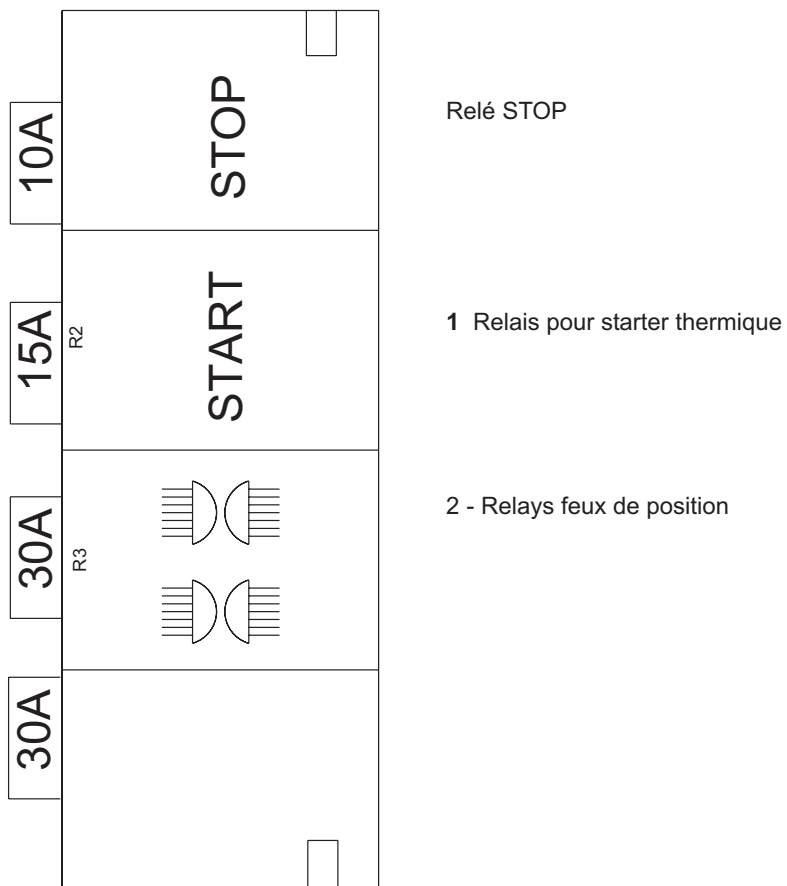 10A
STOP
Relé STOP
15A
R2
START
1 Relais pour starter thermique
30A
R3
2 - Relays feux de position
30A